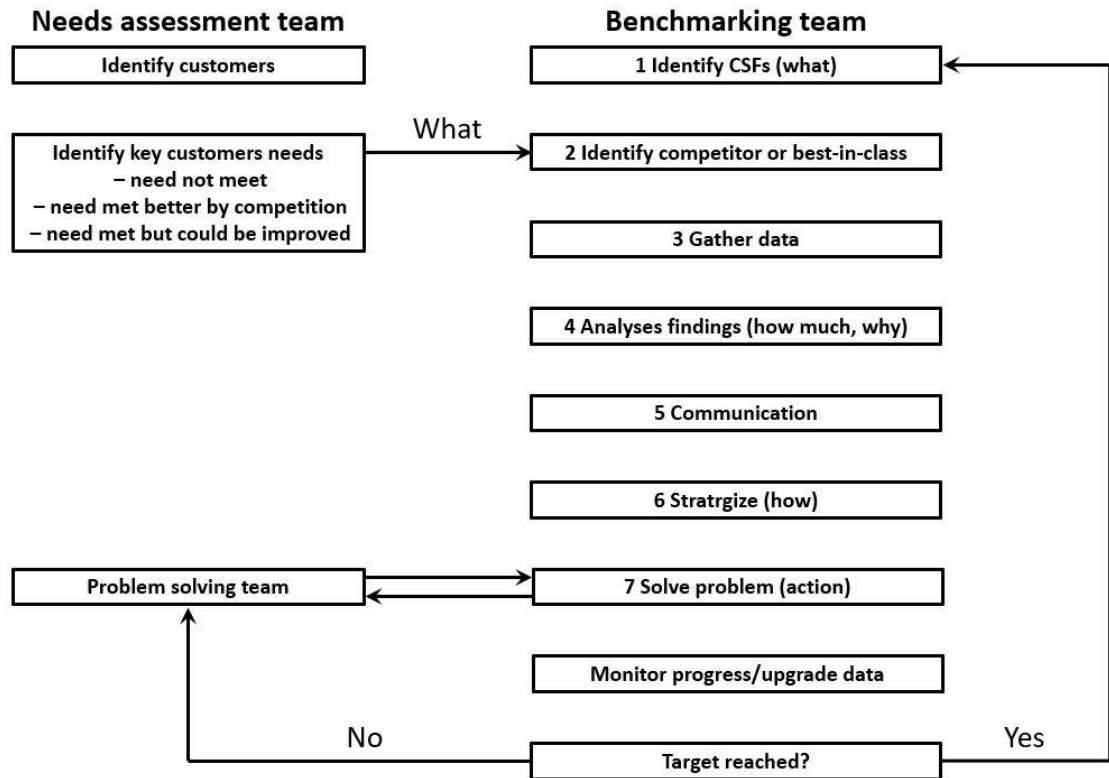 Needs assessment team
Benchmarking team
Identify customers
1 Identify CSFs (what)
Identify key customers needs
– need not meet
– need met better by competition
– need met but could be improved
What
2 Identify competitor or best-in-class
3 Gather data
4 Analyses findings (how much, why)
5 Communication
6 Stratrgize (how)
Problem solving team
7 Solve problem (action)
Monitor progress/upgrade data
No
Target reached?
Yes